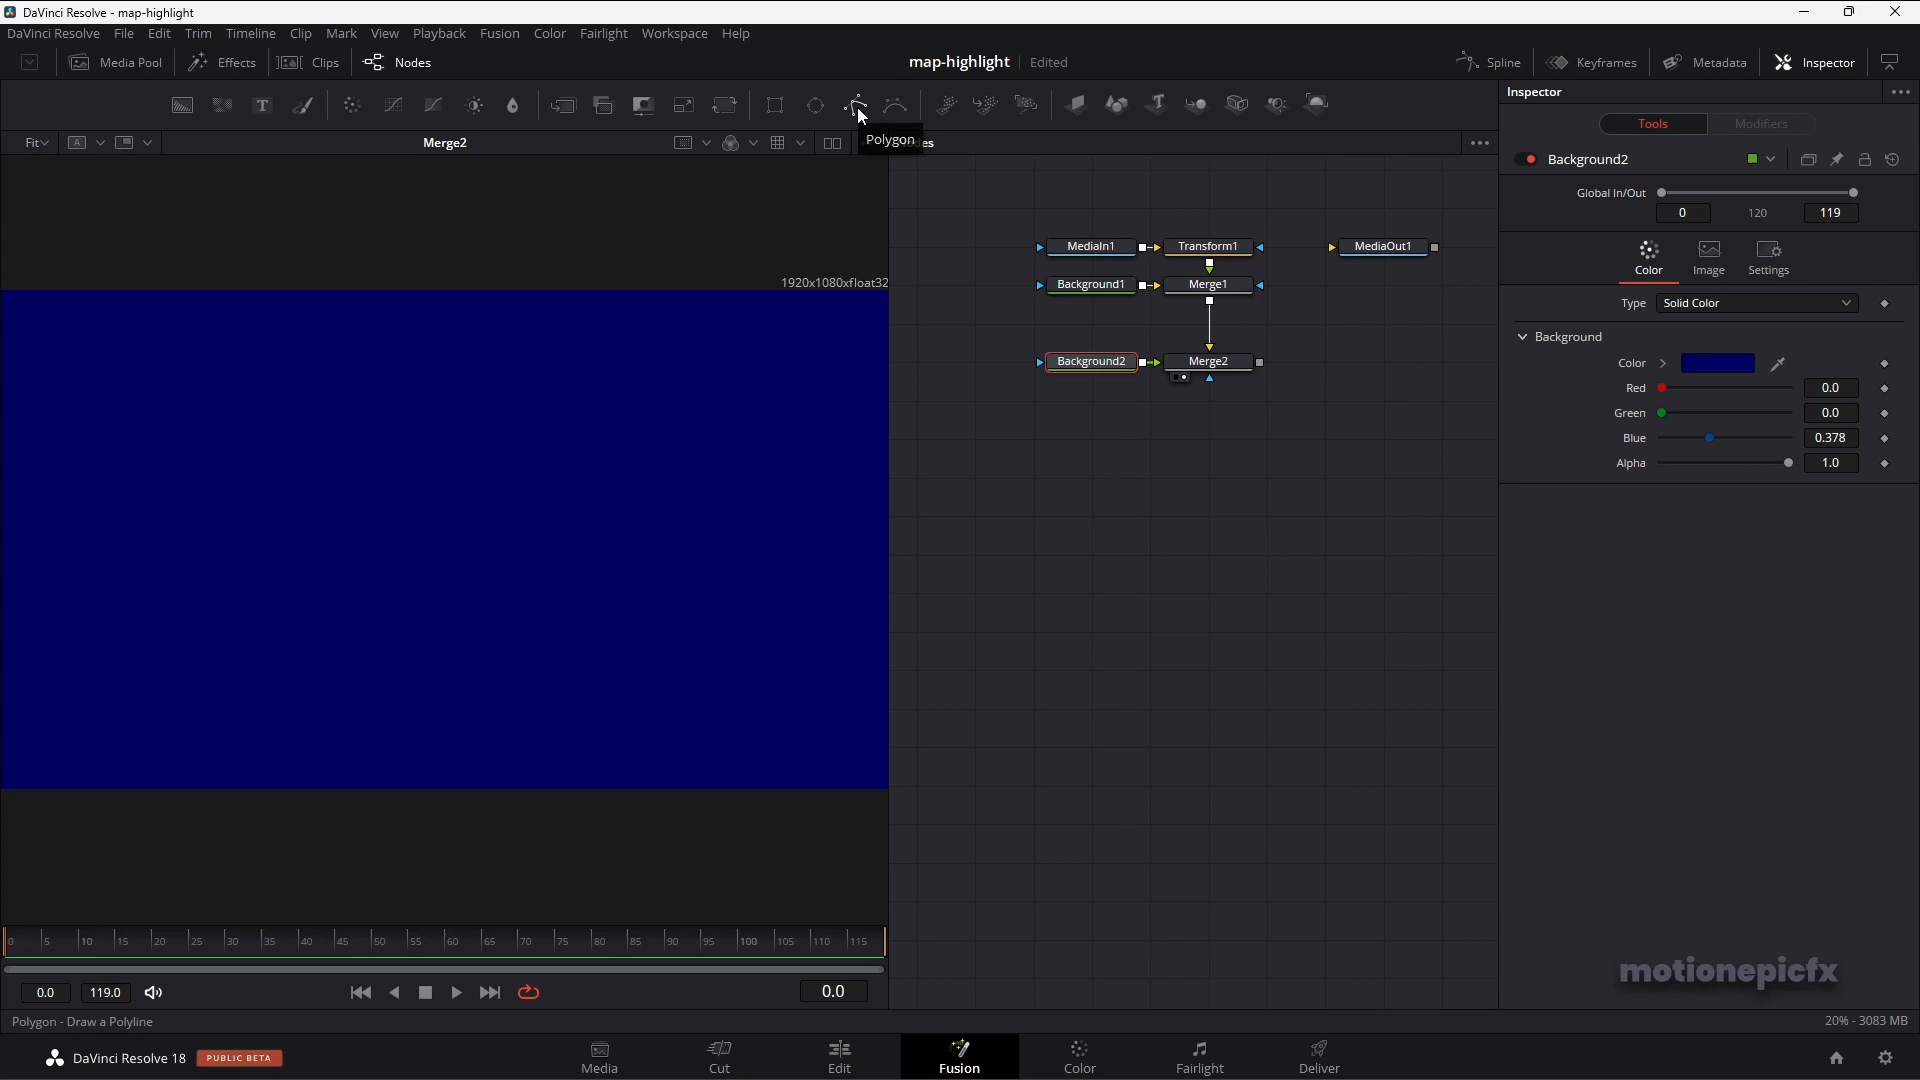 DaVinci Resolve - map-highlight
DaVinci Resolve File Edit Trim Timeline Clip Mark View Playback Fusion Color Fairlight Workspace Help
Media Pool Effects Clips Nodes map-highlight Edited Spline Keyframes Metadata Inspector
Inspector
Tools Modifiers
Fit A Merge2 des
Polygon
Background2
Global In/Out
0 120 119
Color Image Settings
Type Solid Color
Background
Color
Red 0.0
Green 0.0
Blue 0.378
Alpha 1.0
1920x1080xfloat32
MediaIn1 Transform1 MediaOut1
Background1 Merge1
Background2 Merge2
0 5 10 15 20 25 30 35 40 45 50 55 60 65 70 75 80 85 90 95 100 105 110 115
0.0 119.0 0.0
motionepicfx
Polygon - Draw a Polyline 20% - 3083 MB
DaVinci Resolve 18 PUBLIC BETA
Media Cut Edit Fusion Color Fairlight Deliver